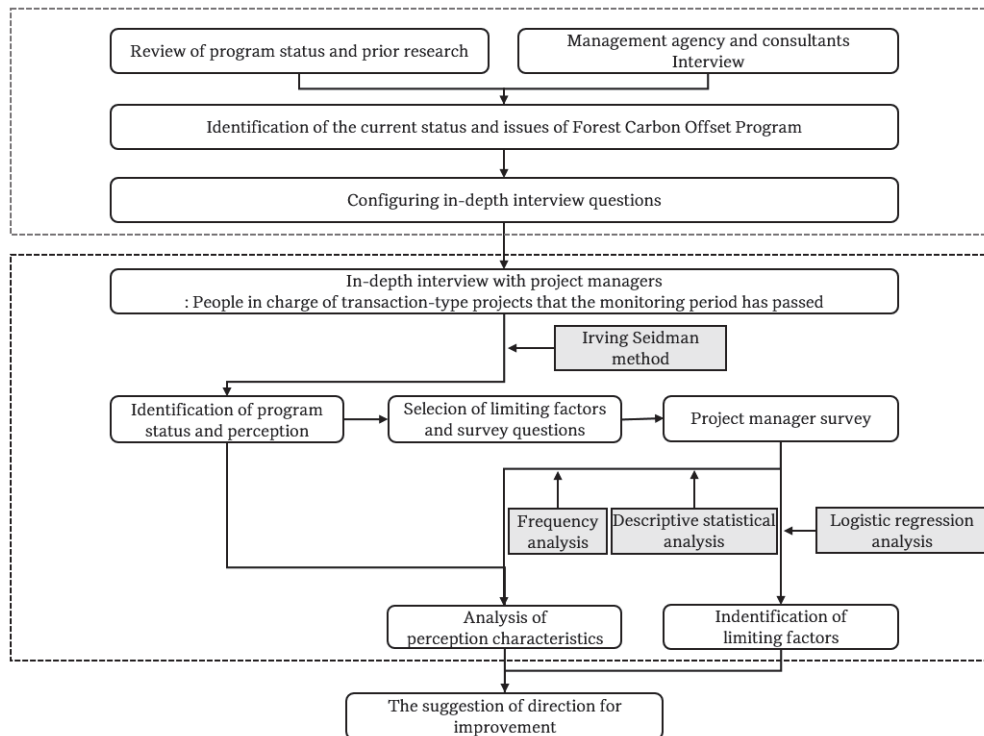 Review of program status and prior research
Management agency and consultants
Interview
Identification of the current status and issues of Forest Carbon Offset Program
Configuring in-depth interview questions
In-depth interview with project managers
: People in charge of transaction-type projects that the monitoring period has passed
Irving Seidman
method
Identification of program
status and perception
Selecion of limiting factors
and survey questions
Project manager survey
Frequency
analysis
Descriptive statistical
analysis
Logistic regression
analysis
Analysis of
perception characteristics
Indentification of
limiting factors
The suggestion of direction for
improvement